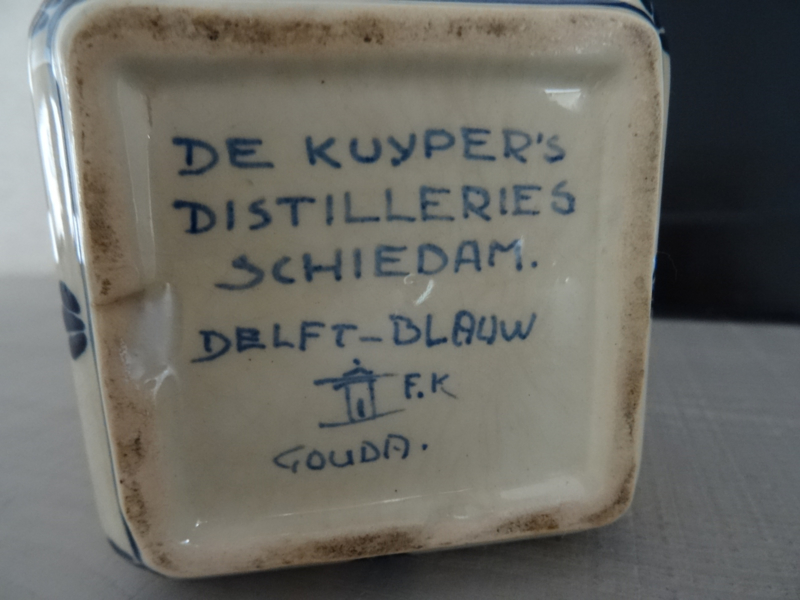 DE KUYPER'S
DISTILLERIES
SCHIEDAM.
DELFT-BLAUW
F.K
GOUDA.